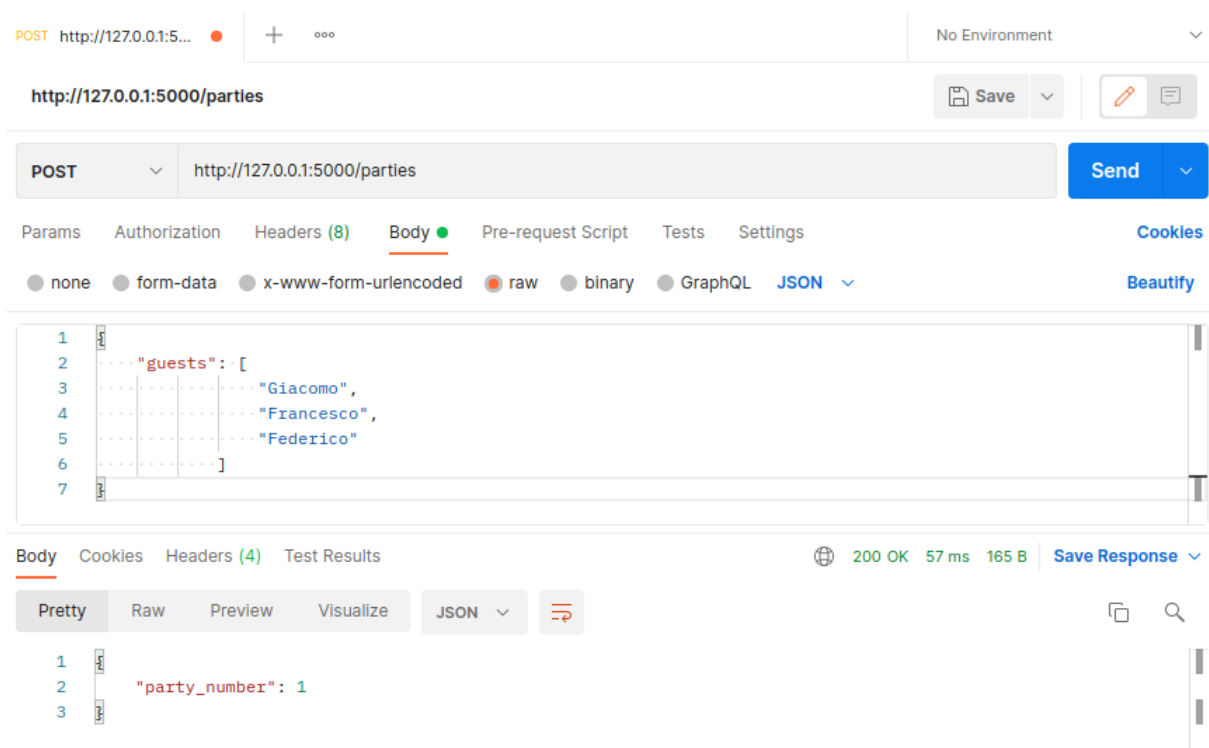 POST http://127.0.0.1:5... No Environment
http://127.0.0.1:5000/parties Save
POST http://127.0.0.1:5000/parties Send
Params Authorization Headers (8) Body Pre-request Script Tests Settings Cookies
none form-data x-www-form-urlencoded raw binary GraphQL JSON Beautify
1 {
2 "guests": [
3 "Giacomo",
4 "Francesco",
5 "Federico"
6 ]
7 }
Body Cookies Headers (4) Test Results 200 OK 57 ms 165 B Save Response
Pretty Raw Preview Visualize JSON
1 {
2 "party_number": 1
3 }